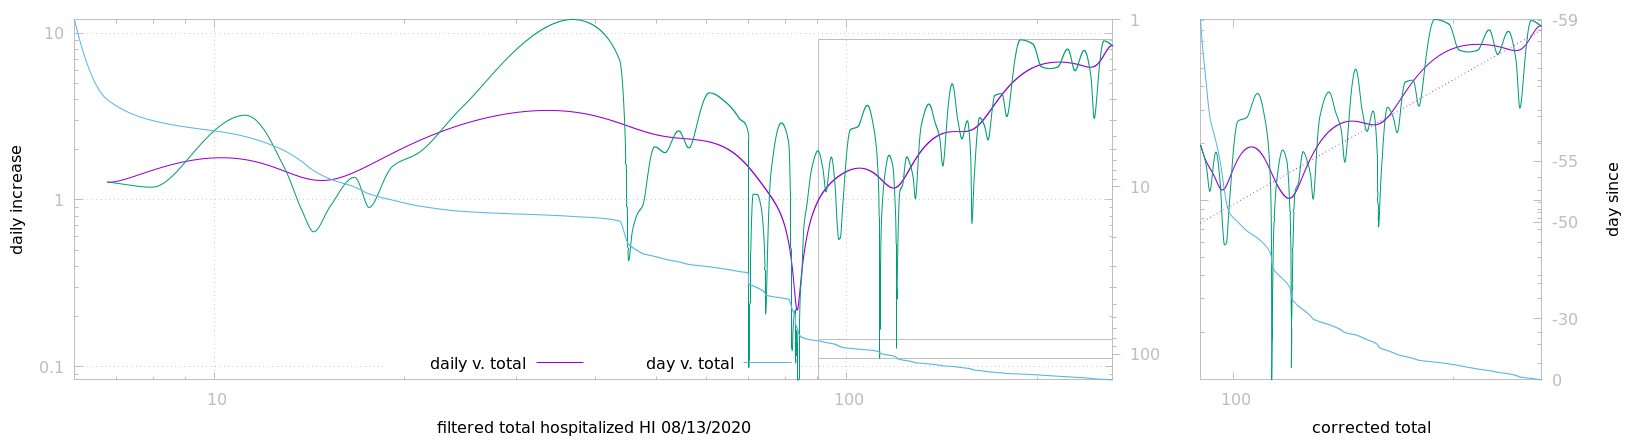 10
1
0.1
daily increase
10
100
filtered total hospitalized HI 08/13/2020
daily v. total
day v. total
1
10
100
100
corrected total
-59
-55
-50
-30
0
day since